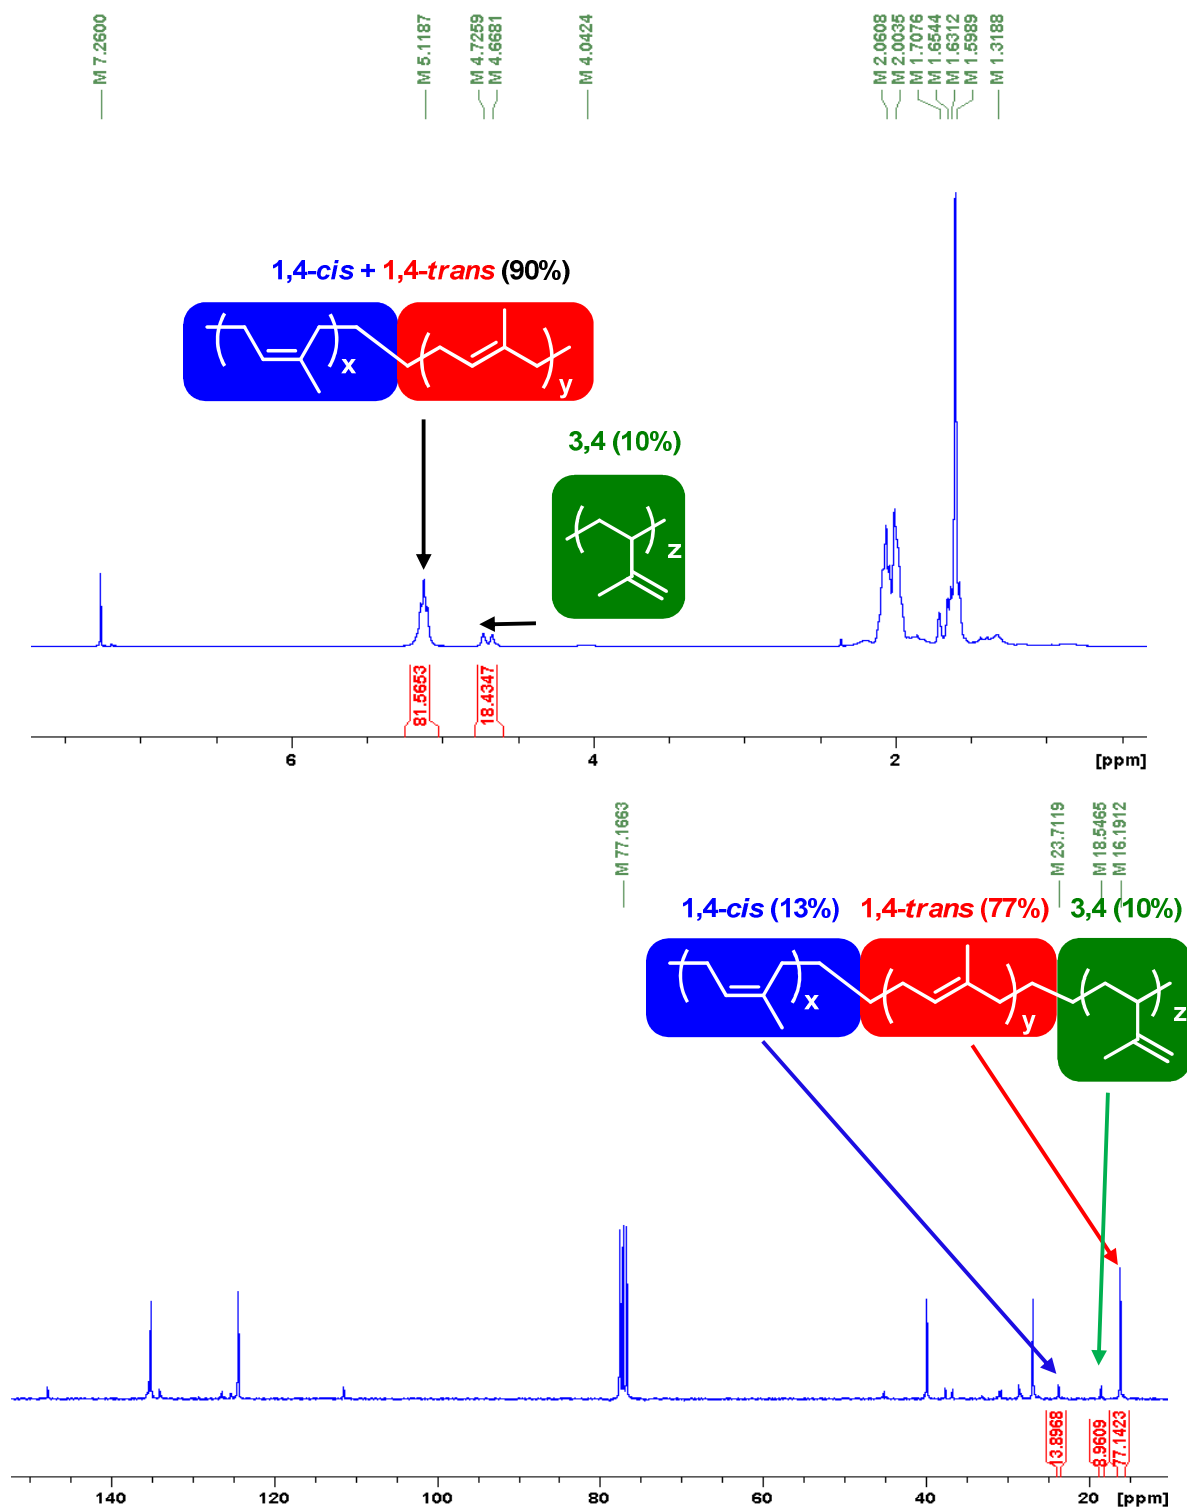 M 7.2600
M 5.1187
M 4.7259
M 4.6681
M 4.0424
M 2.0608
M 2.0035
M 1.7076
M 1.6544
M 1.6312
M 1.5989
M 1.3188
1,4-cis + 1,4-trans (90%)
x
y
3,4 (10%)
z
81.5653
18.4347
6
4
2
[ppm]
M 77.1663
M 23.7119
M 18.5465
M 16.1912
1,4-cis (13%)
1,4-trans (77%)
3,4 (10%)
x
y
z
13.8968
8.9609
77.1423
140
120
100
80
60
40
20
[ppm]